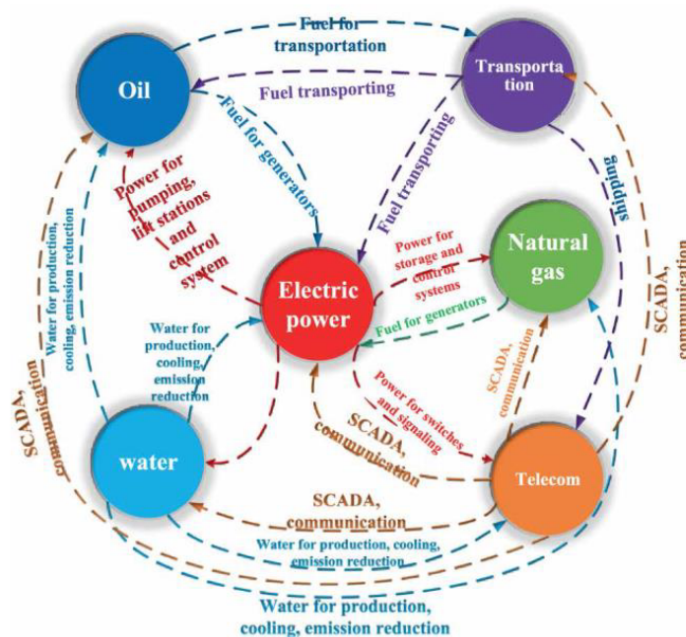 Fuel for
transportation
Oil
Transporta
tion
Fuel transporting
Fuel for generators
Fuel transporting
shipping
Power for
pumping,
lift stations
and
control
system
Water for production,
cooling, emission reduction
Power for
storage and
control
systems
Natural
gas
Electric
power
SCADA,
communication
Fuel for generators
Water for
production,
cooling,
emission
reduction
SCADA,
communication
Power for switches
and signaling
SCADA,
communication
SCADA,
communication
water
Telecom
SCADA,
communication
Water for production, cooling,
emission reduction
Water for production,
cooling, emission reduction